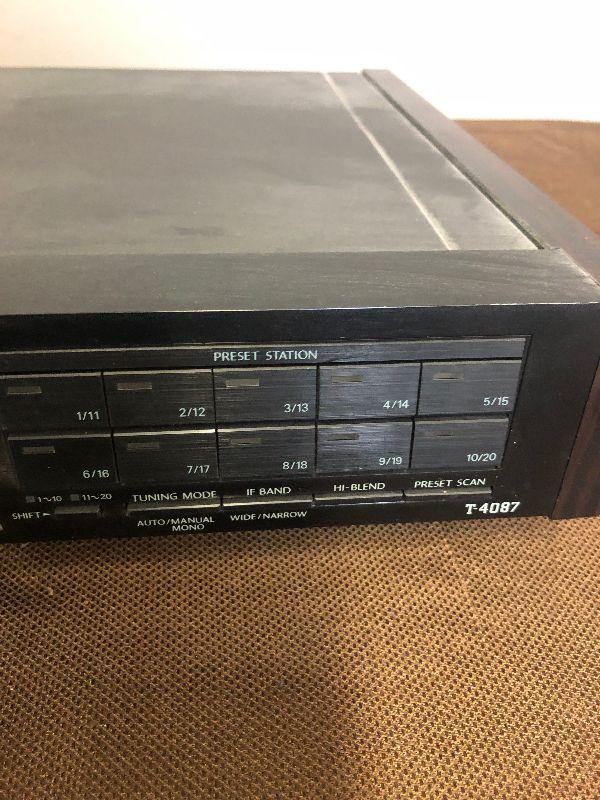 PRESET STATION
1/11 2/12 3/13 4/14 5/15
6/16 7/17 8/18 9/19 10/20
1~10 11~20 TUNING MODE IF BAND HI-BLEND PRESET SCAN
SHIFT AUTO/MANUAL WIDE/NARROW T-4087
MONO